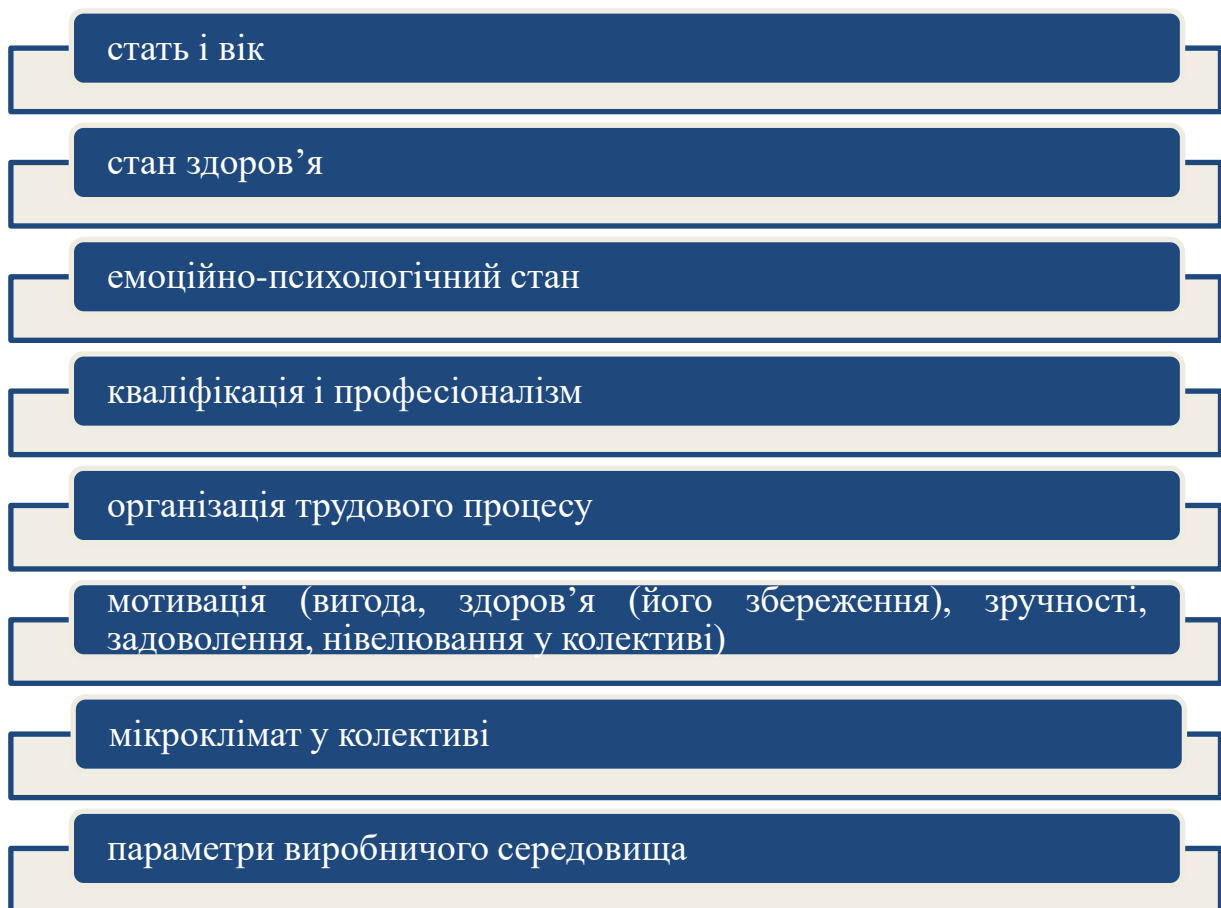 стать і вік
стан здоров’я
емоційно-психологічний стан
кваліфікація і професіоналізм
організація трудового процесу
мотивація (вигода, здоров’я (його збереження), зручності,
задоволення, нівелювання у колективі)
мікроклімат у колективі
параметри виробничого середовища